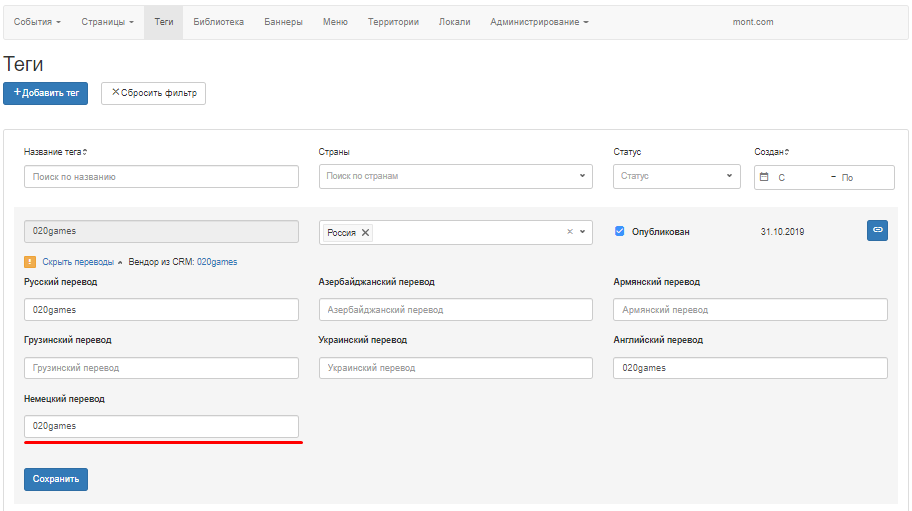 События Страницы Теги Библиотека Баннеры Меню Территории Локали Администрирование mont.com
Теги
+Добавить тег ×Сбросить фильтр
Название тега Страны Статус Создан
Поиск по названию Поиск по странам Статус С – По
020games Россия × × Опубликован 31.10.2019
! Скрыть переводы Вендор из CRM: 020games
Русский перевод Азербайджанский перевод Армянский перевод
020games Азербайджанский перевод Армянский перевод
Грузинский перевод Украинский перевод Английский перевод
Грузинский перевод Украинский перевод 020games
Немецкий перевод
020games
Сохранить